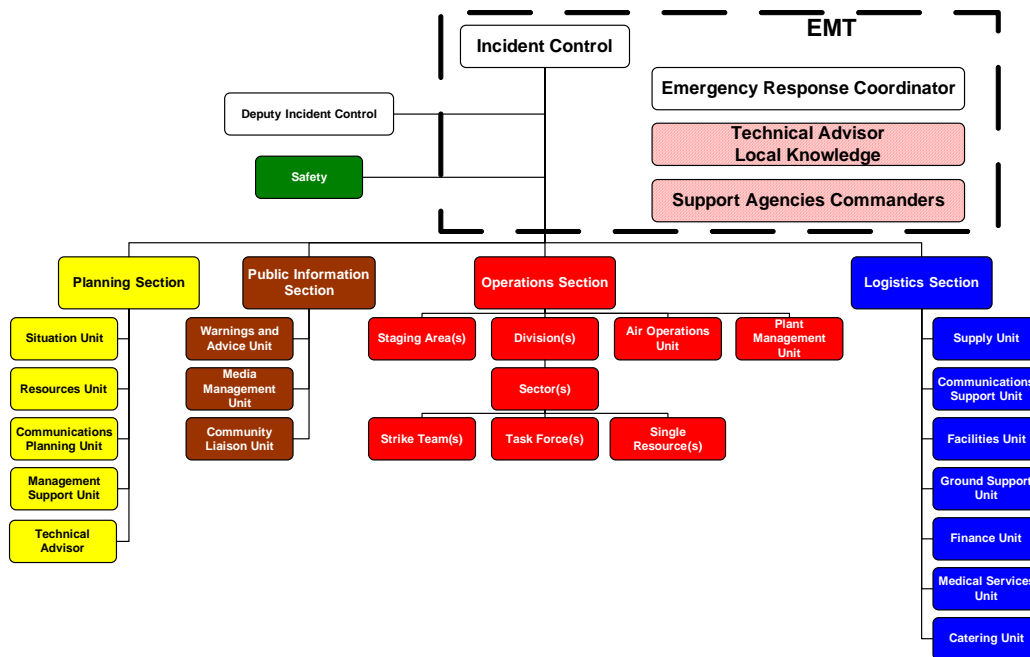 EMT
Incident Control
Emergency Response Coordinator
Deputy Incident Control
Technical Advisor
Local Knowledge
Safety
Support Agencies Commanders
Planning Section
Public Information
Section
Operations Section
Logistics Section
Situation Unit
Resources Unit
Communications
Planning Unit
Management
Support Unit
Technical
Advisor
Warnings and
Advice Unit
Media
Management
Unit
Community
Liaison Unit
Staging Area(s)
Division(s)
Air Operations
Unit
Plant
Management
Unit
Sector(s)
Strike Team(s)
Task Force(s)
Single
Resource(s)
Supply Unit
Communications
Support Unit
Facilities Unit
Ground Support
Unit
Finance Unit
Medical Services
Unit
Catering Unit